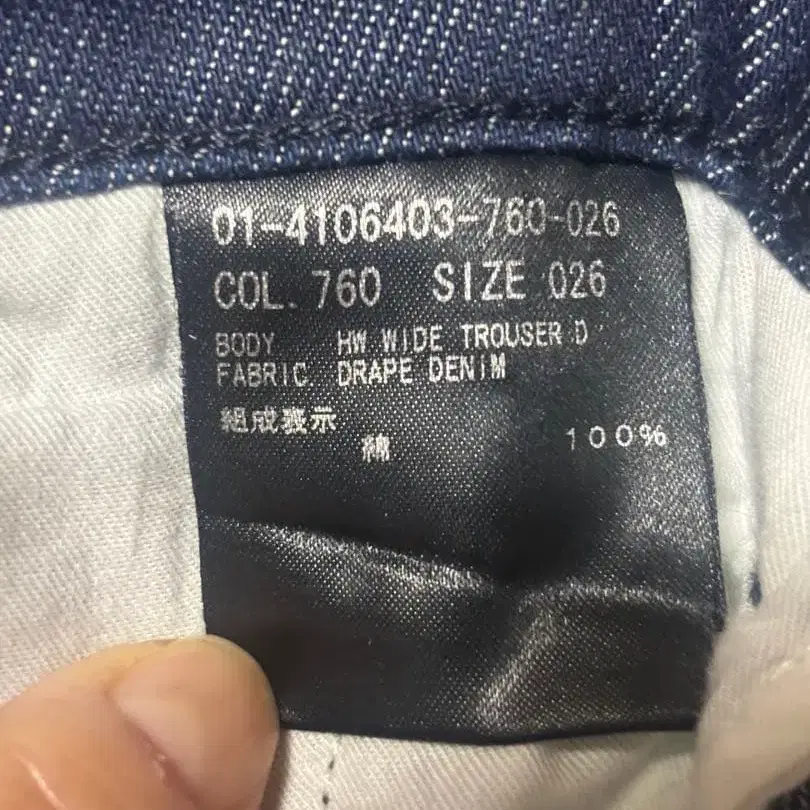 01-4106403-760-026
COL. 760 SIZE 026
BODY HW WIDE TROUSER D
FABRIC DRAPE DENIM
組成表示
綿 100%